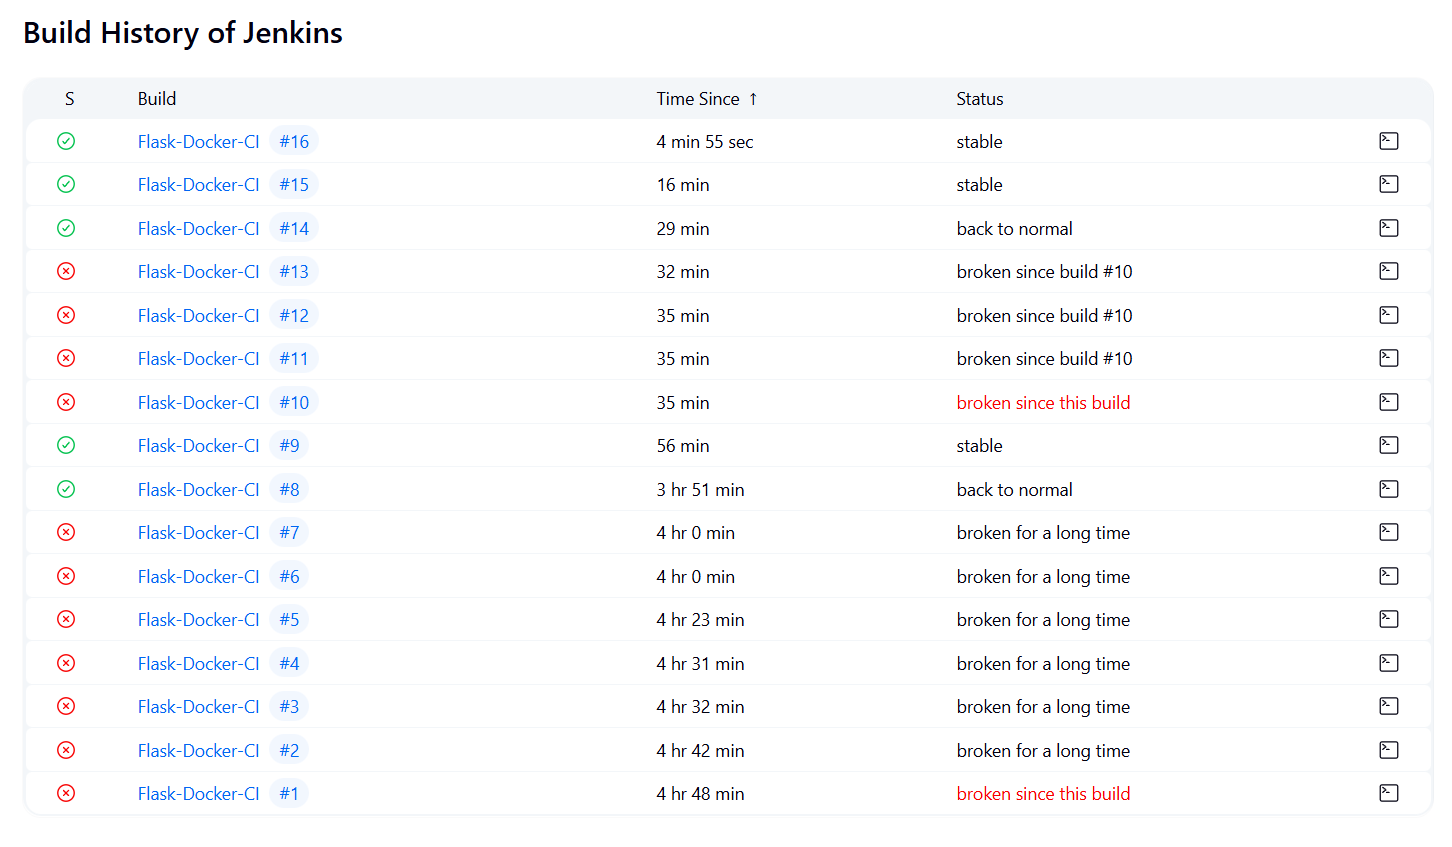 Build History of Jenkins
S Build Time Since ↑ Status
Flask-Docker-CI #16 4 min 55 sec stable
Flask-Docker-CI #15 16 min stable
Flask-Docker-CI #14 29 min back to normal
Flask-Docker-CI #13 32 min broken since build #10
Flask-Docker-CI #12 35 min broken since build #10
Flask-Docker-CI #11 35 min broken since build #10
Flask-Docker-CI #10 35 min broken since this build
Flask-Docker-CI #9 56 min stable
Flask-Docker-CI #8 3 hr 51 min back to normal
Flask-Docker-CI #7 4 hr 0 min broken for a long time
Flask-Docker-CI #6 4 hr 0 min broken for a long time
Flask-Docker-CI #5 4 hr 23 min broken for a long time
Flask-Docker-CI #4 4 hr 31 min broken for a long time
Flask-Docker-CI #3 4 hr 32 min broken for a long time
Flask-Docker-CI #2 4 hr 42 min broken for a long time
Flask-Docker-CI #1 4 hr 48 min broken since this build